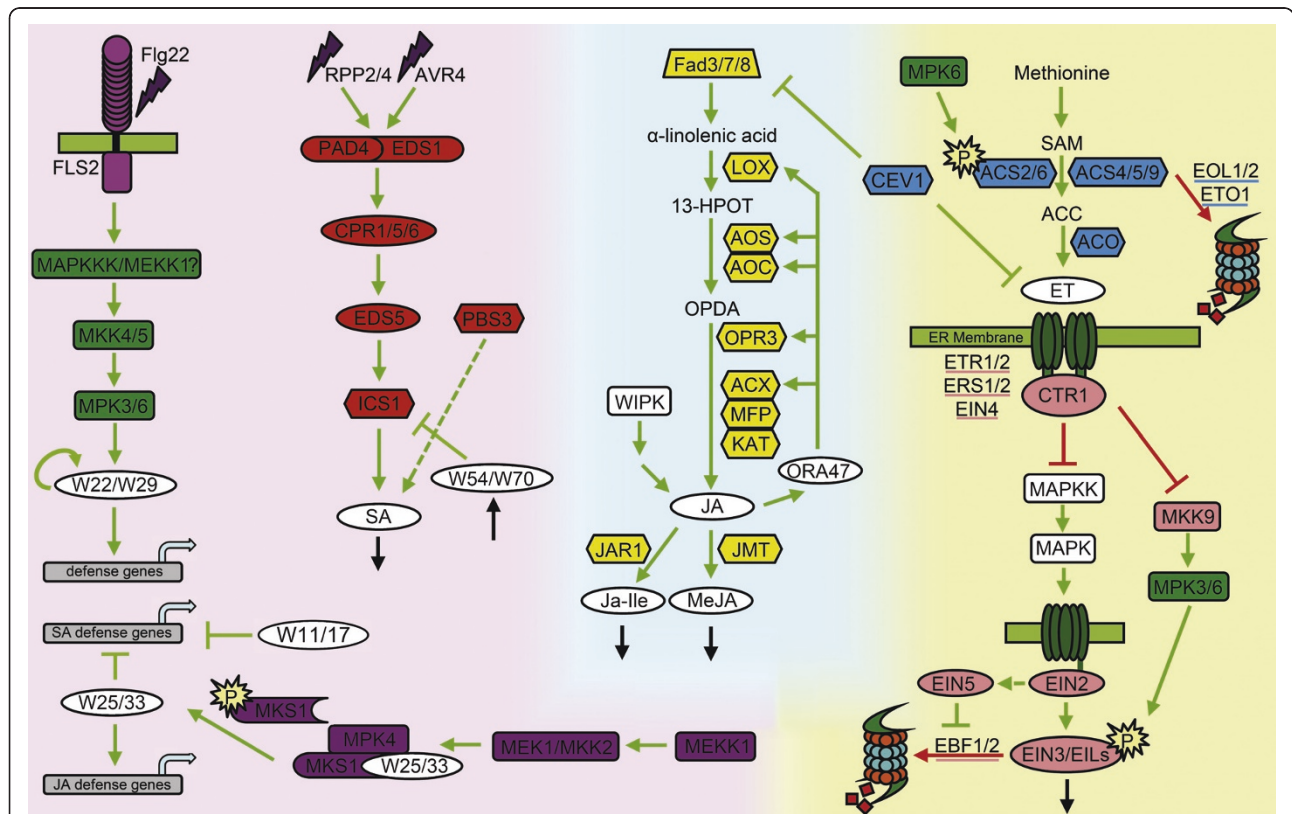 Flg22
FLS2
MAPKKK/MEKK1?
MKK4/5
MPK3/6
W22/W29
defense genes
SA defense genes
W11/17
W25/33
JA defense genes
P
MKS1
MPK4
MKS1
W25/33
MEK1/MKK2
MEKK1
RPP2/4
AVR4
PAD4
EDS1
CPR1/5/6
EDS5
PBS3
ICS1
W54/W70
SA
Fad3/7/8
α-linolenic acid
LOX
13-HPOT
AOS
AOC
OPDA
OPR3
ACX
MFP
KAT
WIPK
ORA47
JA
JAR1
JMT
Ja-Ile
MeJA
CEV1
MPK6
Methionine
SAM
P
ACS2/6
ACS4/5/9
EOL1/2
ETO1
ACC
ACO
ET
ER Membrane
ETR1/2
ERS1/2
EIN4
CTR1
MAPKK
MKK9
MAPK
MPK3/6
EIN5
EIN2
EBF1/2
EIN3/EILs
P